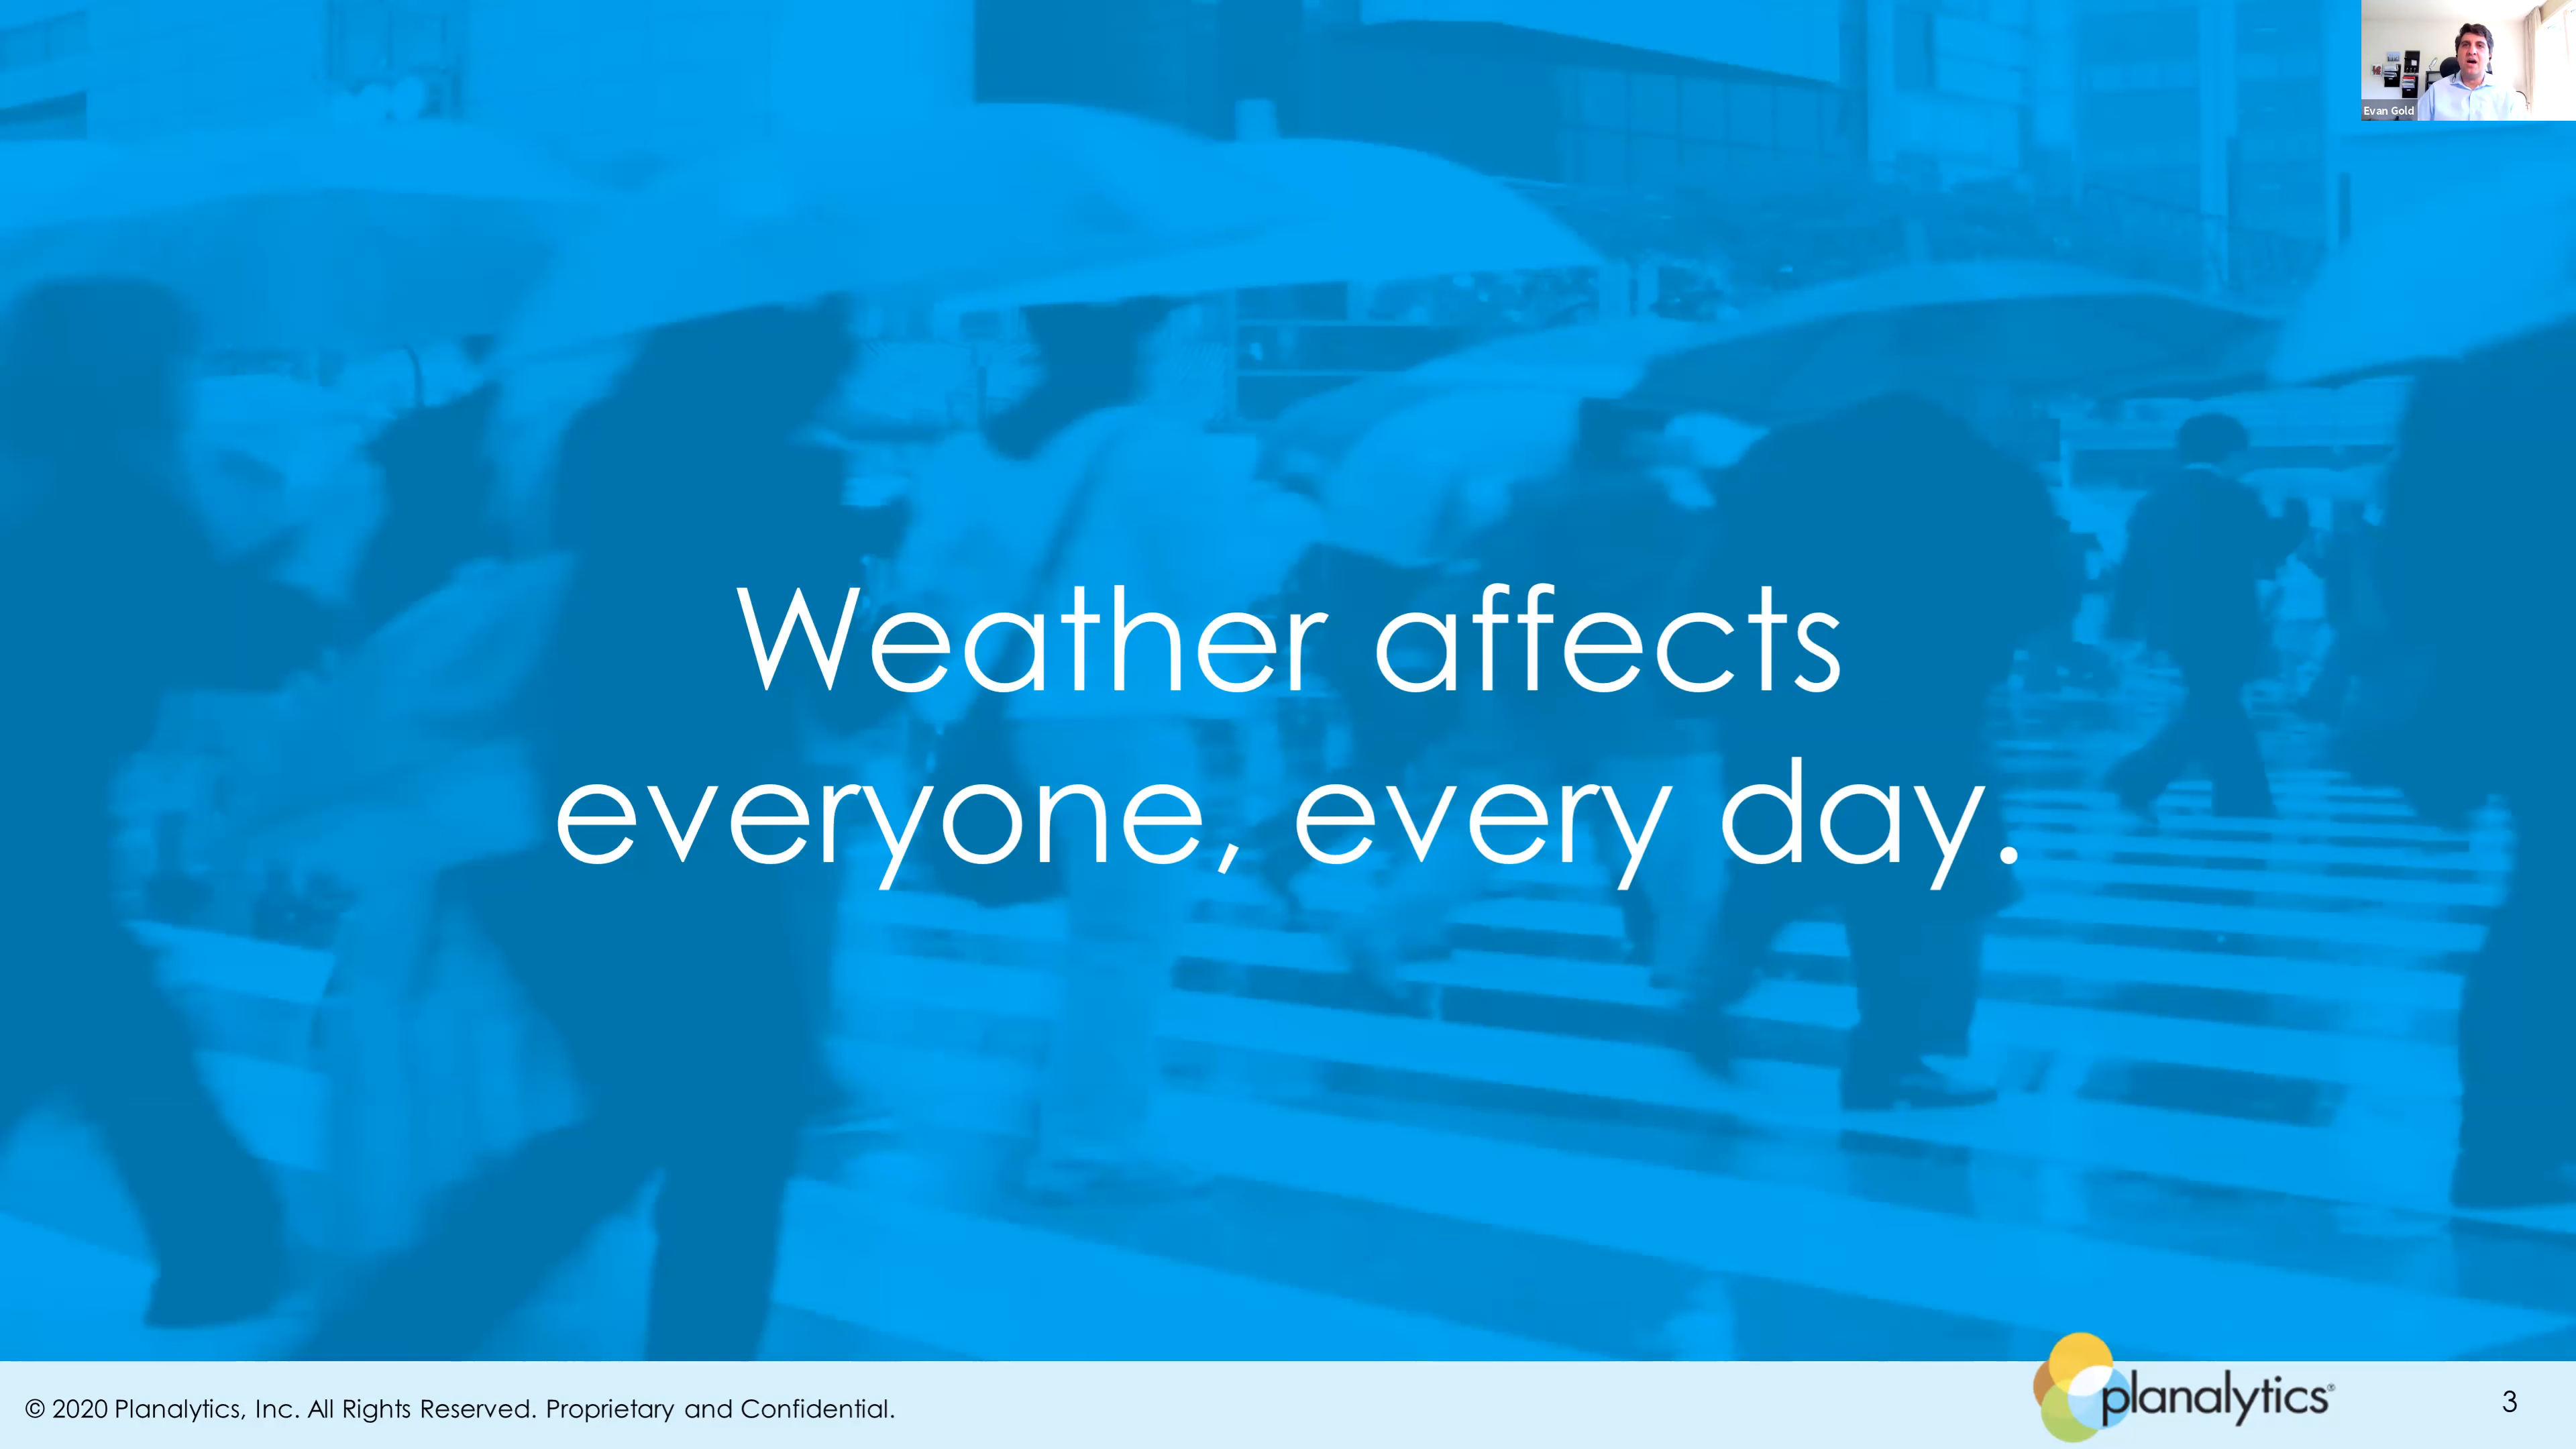 Evan Gold
Weather affects
everyone, every day.
© 2020 Planalytics, Inc. All Rights Reserved. Proprietary and Confidential.
planalytics®
3